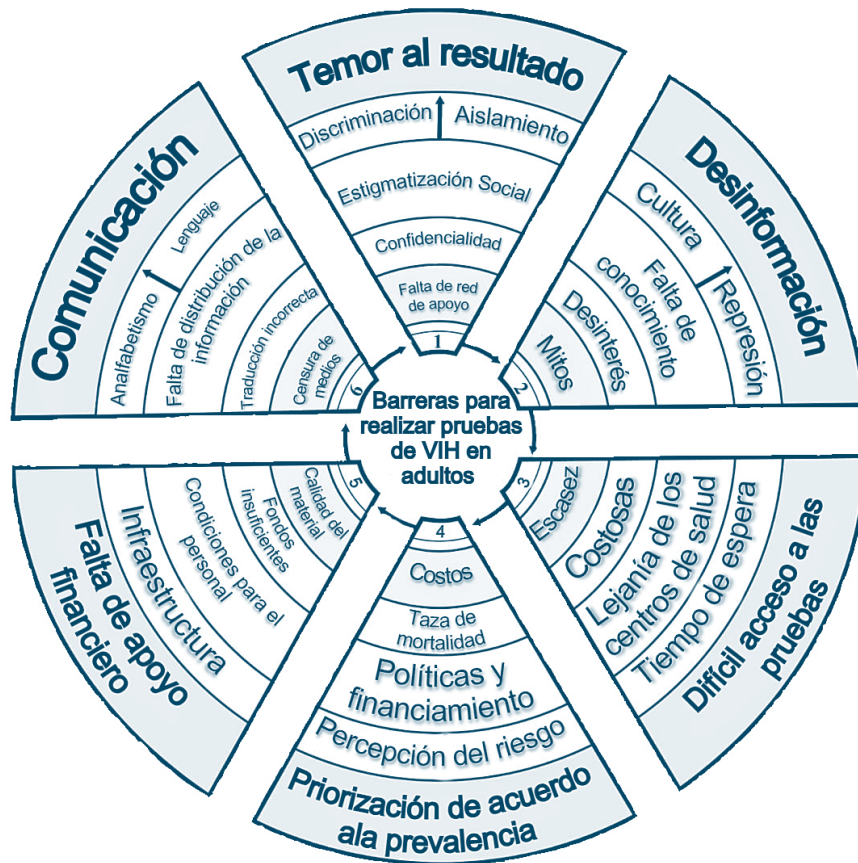 Temor al resultado
Discriminación
Aislamiento
Estigmatización Social
Confidencialidad
Falta de red
de apoyo
1
Desinformación
Cultura
Represión
Falta de
conocimiento
Desinterés
Mitos
2
Difícil acceso a las
pruebas
Tiempo de espera
Lejanía de los
centros de salud
Costosas
Escasez
3
4
Costos
Taza de
mortalidad
Políticas y
financiamiento
Percepción del riesgo
Priorización de acuerdo
ala prevalencia
Falta de apoyo
financiero
Infraestructura
Condiciones para el
personal
Fondos
insuficientes
Calidad del
material
5
Comunicación
Analfabetismo
Lenguaje
Falta de distribución de la
información
Traducción incorrecta
Censura de
medios
6
Barreras para
realizar pruebas
de VIH en
adultos